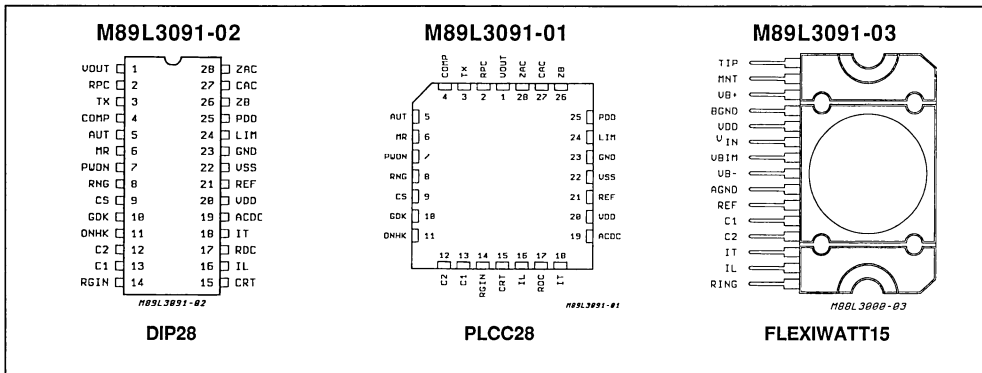 M89L3091-02
VOUT 1 28 ZAC
RPC 2 27 CAC
TX 3 26 ZB
COMP 4 25 PDO
AUT 5 24 LIM
MR 6 23 GND
PWON 7 22 VSS
RNG 8 21 REF
CS 9 20 VDD
GDK 10 19 ACDC
ONHK 11 18 IT
C2 12 17 RDC
C1 13 16 IL
RGIN 14 15 CRT
M89L3091-02
DIP28
M89L3091-01
COMP TX RPC VOUT ZAC CAC ZB
4 3 2 1 28 27 26
AUT 5 25 PDO
MR 6 24 LIM
PWON 7 23 GND
RNG 8 22 VSS
CS 9 21 REF
GDK 10 20 VDD
ONHK 11 19 ACDC
12 13 14 15 16 17 18
C2 C1 RGIN CRT IL RDC IT
M89L3091-01
PLCC28
M89L3091-03
TIP
MNT
VB+
BGND
VDD
VIN
VBIM
VB-
AGND
REF
C1
C2
IT
IL
RING
M88L3000-03
FLEXIWATT15